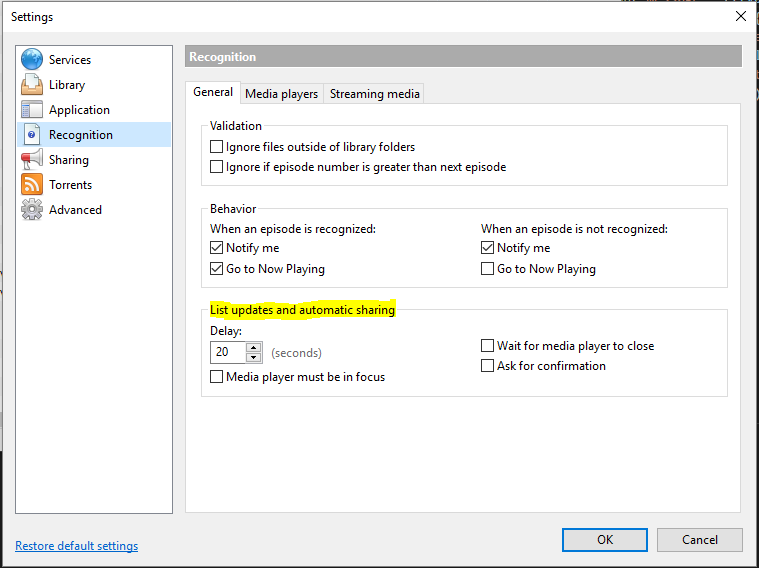 Settings
Services
Library
Application
Recognition
Sharing
Torrents
Advanced
Recognition
General Media players Streaming media
Validation
Ignore files outside of library folders
Ignore if episode number is greater than next episode
Behavior
When an episode is recognized:
Notify me
Go to Now Playing
When an episode is not recognized:
Notify me
Go to Now Playing
List updates and automatic sharing
Delay:
20 (seconds)
Media player must be in focus
Wait for media player to close
Ask for confirmation
Restore default settings
OK Cancel